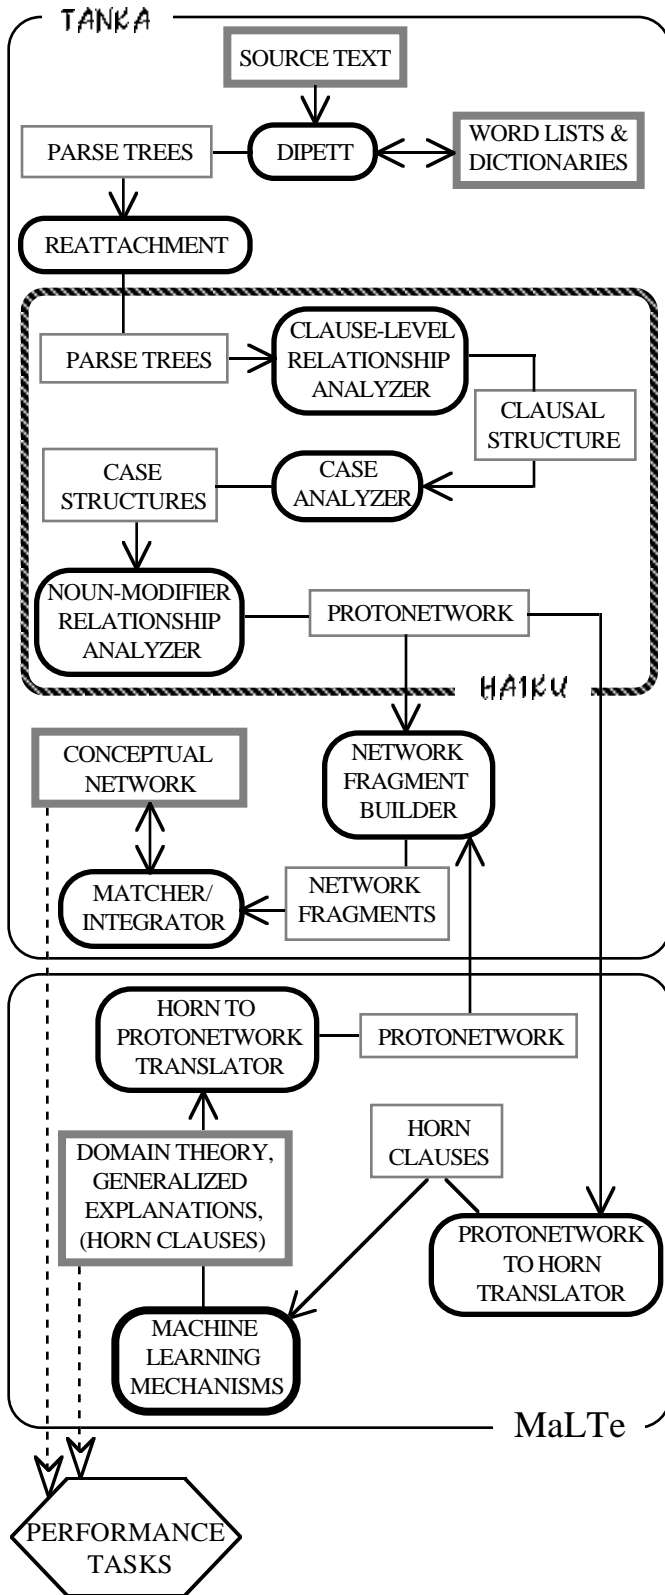 TANKA
SOURCE TEXT
PARSE TREES
DIPETT
WORD LISTS &
DICTIONARIES
REATTACHMENT
PARSE TREES
CLAUSE-LEVEL
RELATIONSHIP
ANALYZER
CLAUSAL
STRUCTURE
CASE
STRUCTURES
CASE
ANALYZER
NOUN-MODIFIER
RELATIONSHIP
ANALYZER
PROTONETWORK
HAIKU
CONCEPTUAL
NETWORK
NETWORK
FRAGMENT
BUILDER
MATCHER/
INTEGRATOR
NETWORK
FRAGMENTS
HORN TO
PROTONETWORK
TRANSLATOR
PROTONETWORK
DOMAIN THEORY,
GENERALIZED
EXPLANATIONS,
(HORN CLAUSES)
HORN
CLAUSES
PROTONETWORK
TO HORN
TRANSLATOR
MACHINE
LEARNING
MECHANISMS
MaLTe
PERFORMANCE
TASKS